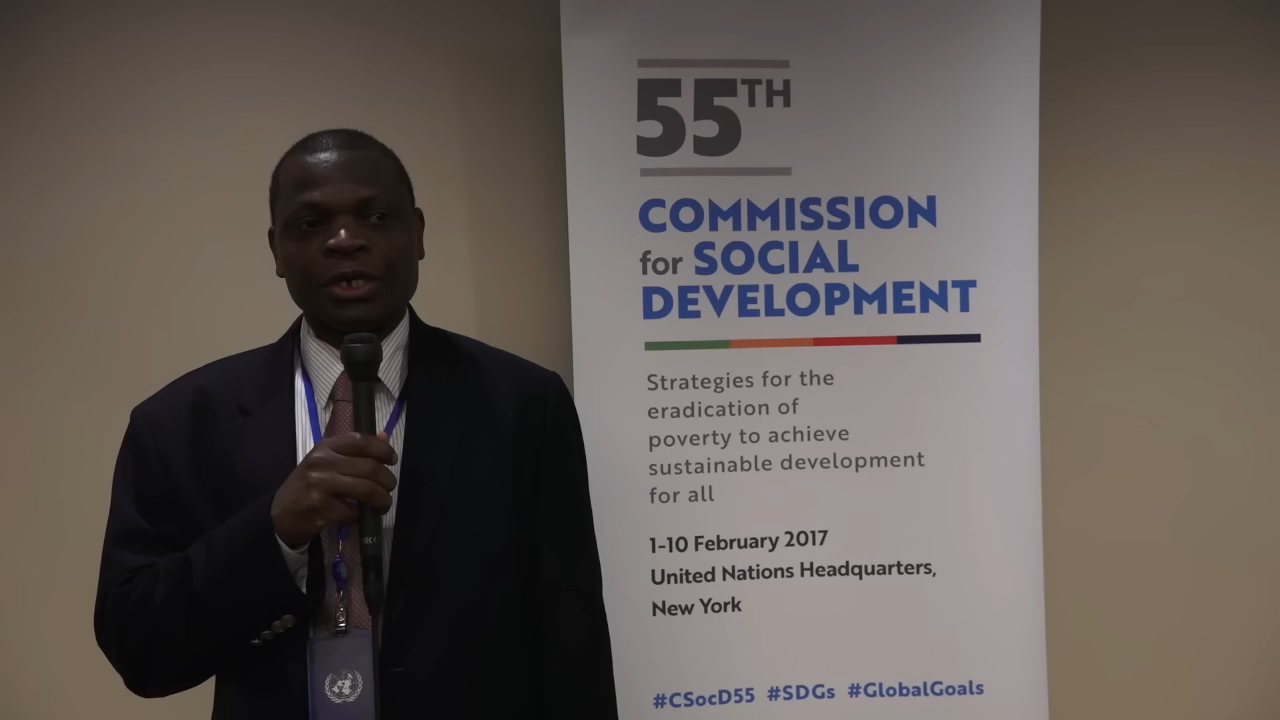 55TH
COMMISSION
for SOCIAL
DEVELOPMENT
Strategies for the
eradication of
poverty to achieve
sustainable development
for all
1-10 February 2017
United Nations Headquarters,
New York
#CSocD55 #SDGs #GlobalGoals